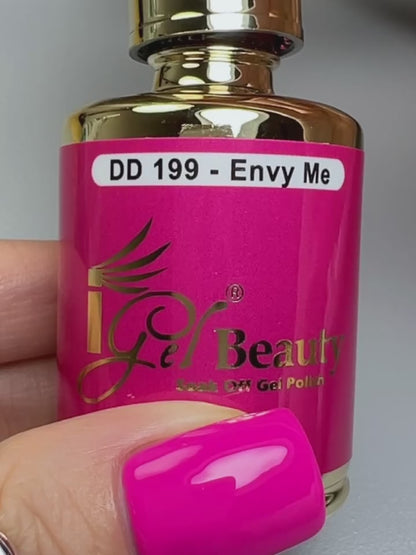 DD 199 - Envy Me
iGel Beauty®
Soak Off Gel Polish